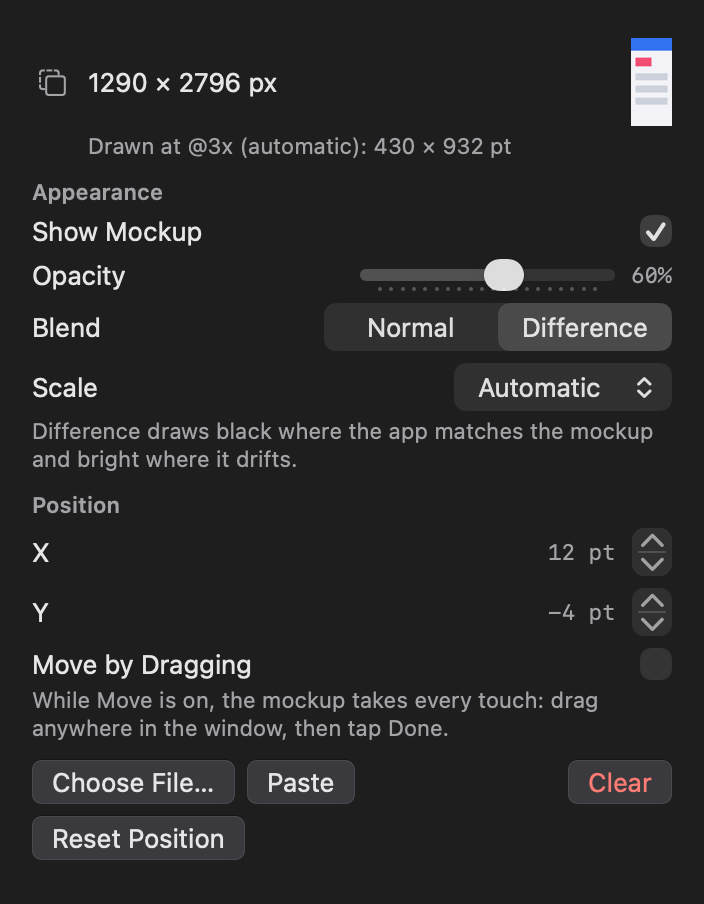 1290 × 2796 px
Drawn at @3x (automatic): 430 × 932 pt
Appearance
Show Mockup
Opacity 60%
Blend Normal Difference
Scale Automatic
Difference draws black where the app matches the mockup
and bright where it drifts.
Position
X 12 pt
Y −4 pt
Move by Dragging
While Move is on, the mockup takes every touch: drag
anywhere in the window, then tap Done.
Choose File… Paste Clear
Reset Position